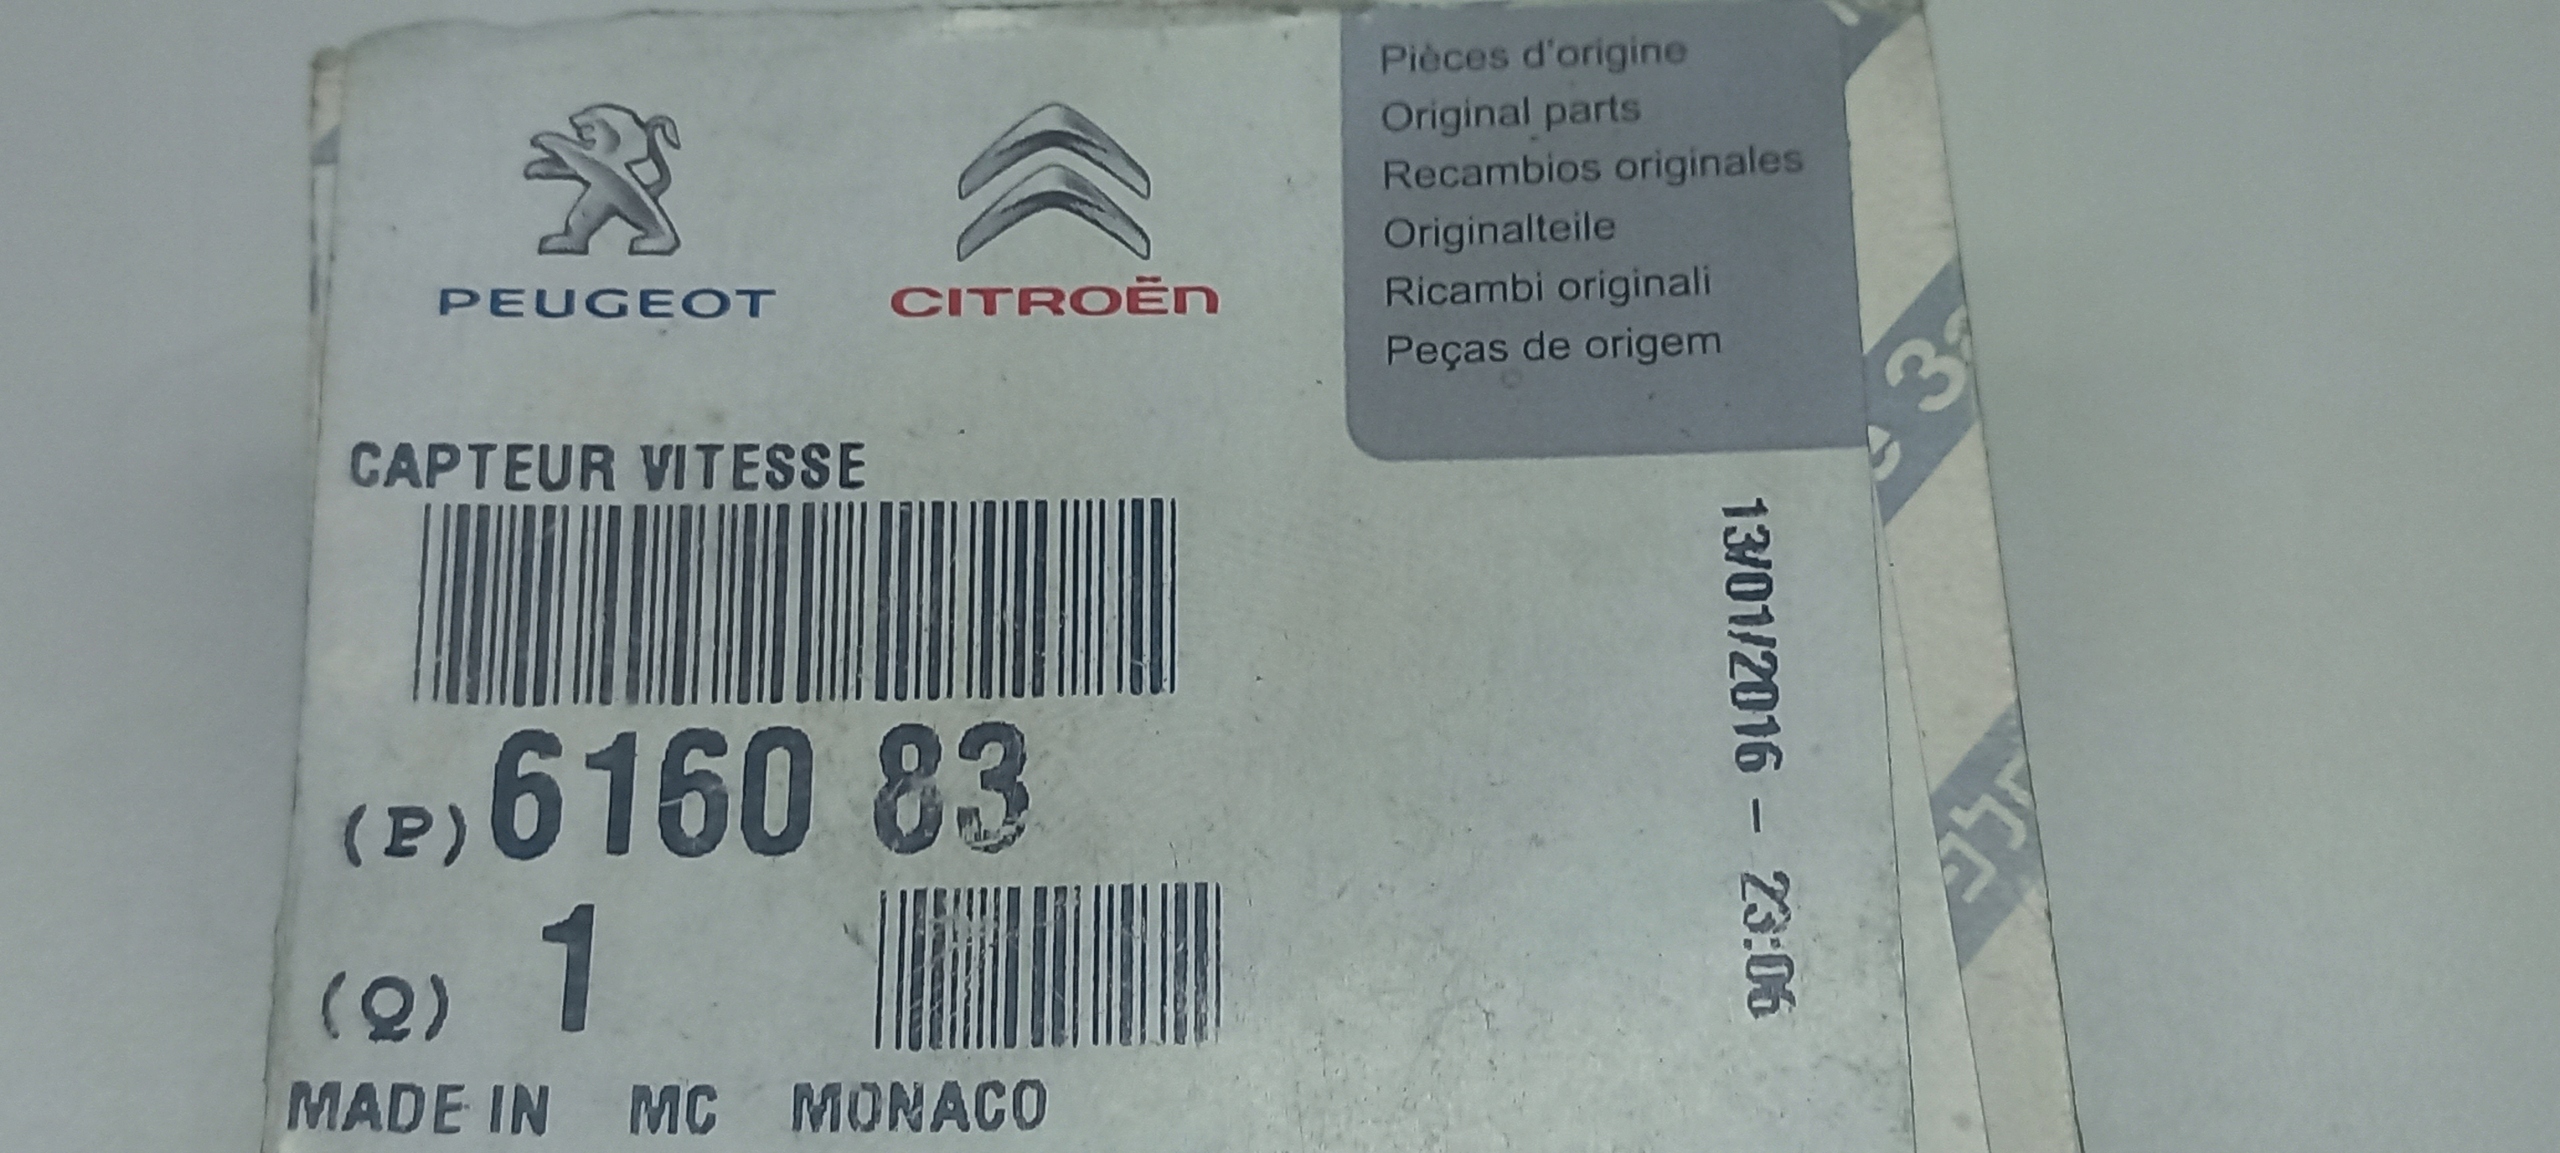 PEUGEOT
CITROËN
Pièces d'origine
Original parts
Recambios originales
Originalteile
Ricambi originali
Peças de origem
CAPTEUR VITESSE
(P) 6160 83
(Q) 1
MADE IN MC MONACO
13/01/2016 - 23:06